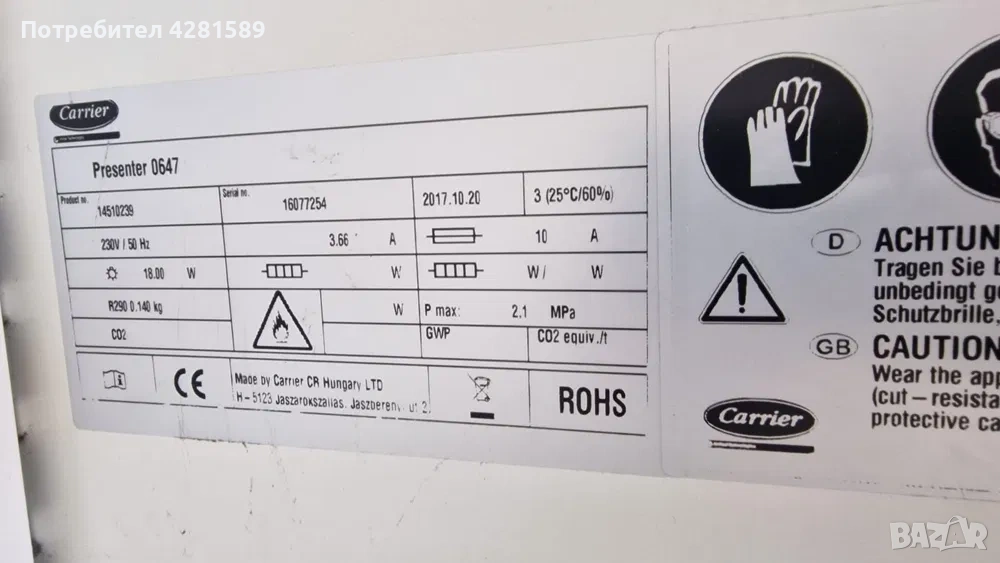 Потребител 4281589
Carrier
Presenter 0647
Product no. 14510239
Serial no. 16077254
2017.10.20
3 (25°C/60%)
230V / 50 Hz
3.66 A
10 A
18.00 W
W
W / W
R290 0.140 kg
W
P max: 2.1 MPa
CO2
GWP
CO2 equiv./t
CE
Made by Carrier CR Hungary LTD
H-5123 Jaszarokszallas, Jaszberenyi ut 2
ROHS
D ACHTUN
Tragen Sie b
unbedingt ge
Schutzbrille.
GB CAUTION
Wear the app
(cut-resista
protective ca
Carrier
BAZAR